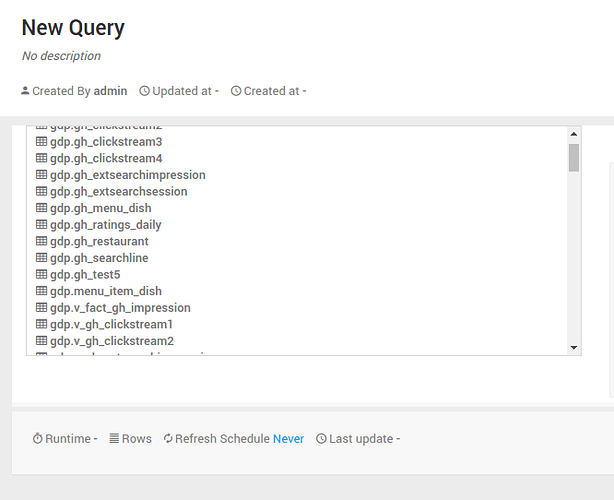 New Query
No description
Created By admin Updated at - Created at -
gdp.gh_clickstream2
gdp.gh_clickstream3
gdp.gh_clickstream4
gdp.gh_extsearchimpression
gdp.gh_extsearchsession
gdp.gh_menu_dish
gdp.gh_ratings_daily
gdp.gh_restaurant
gdp.gh_searchline
gdp.gh_test5
gdp.menu_item_dish
gdp.v_fact_gh_impression
gdp.v_gh_clickstream1
gdp.v_gh_clickstream2
Runtime - Rows Refresh Schedule Never Last update -